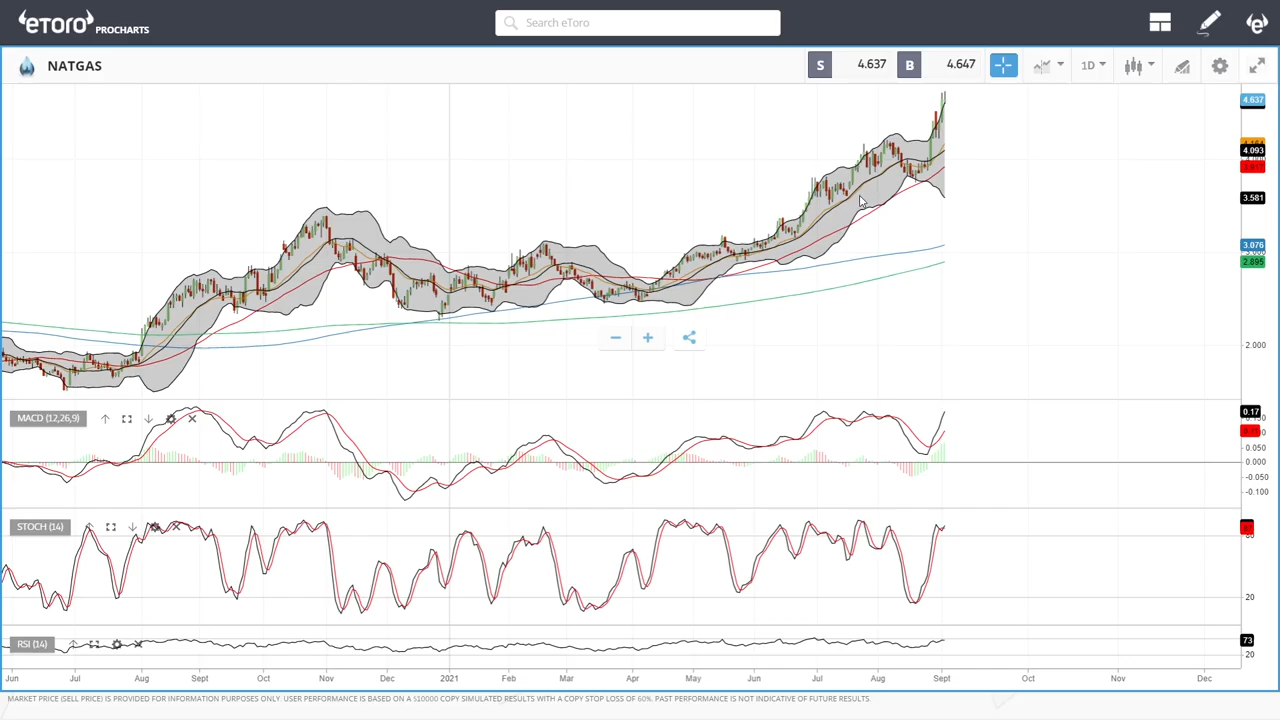 eToro PROCHARTS
Search eToro
NATGAS
S 4.637 B 4.647
1D
4.637
4.093
3.581
3.076
2.895
2.000
MACD (12,26,9)
0.17
0.050
0.000
-0.050
-0.100
STOCH (14)
20
RSI (14)
73
20
Jun Jul Aug Sept Oct Nov Dec 2021 Feb Mar Apr May Jun Jul Aug Sept Oct Nov Dec
MARKET PRICE (SELL PRICE) IS PROVIDED FOR INFORMATION PURPOSES ONLY. USER PERFORMANCE IS BASED ON A $10000 COPY SIMULATED RESULTS WITH A COPY STOP LOSS OF 60%. PAST PERFORMANCE IS NOT INDICATIVE OF FUTURE RESULTS.